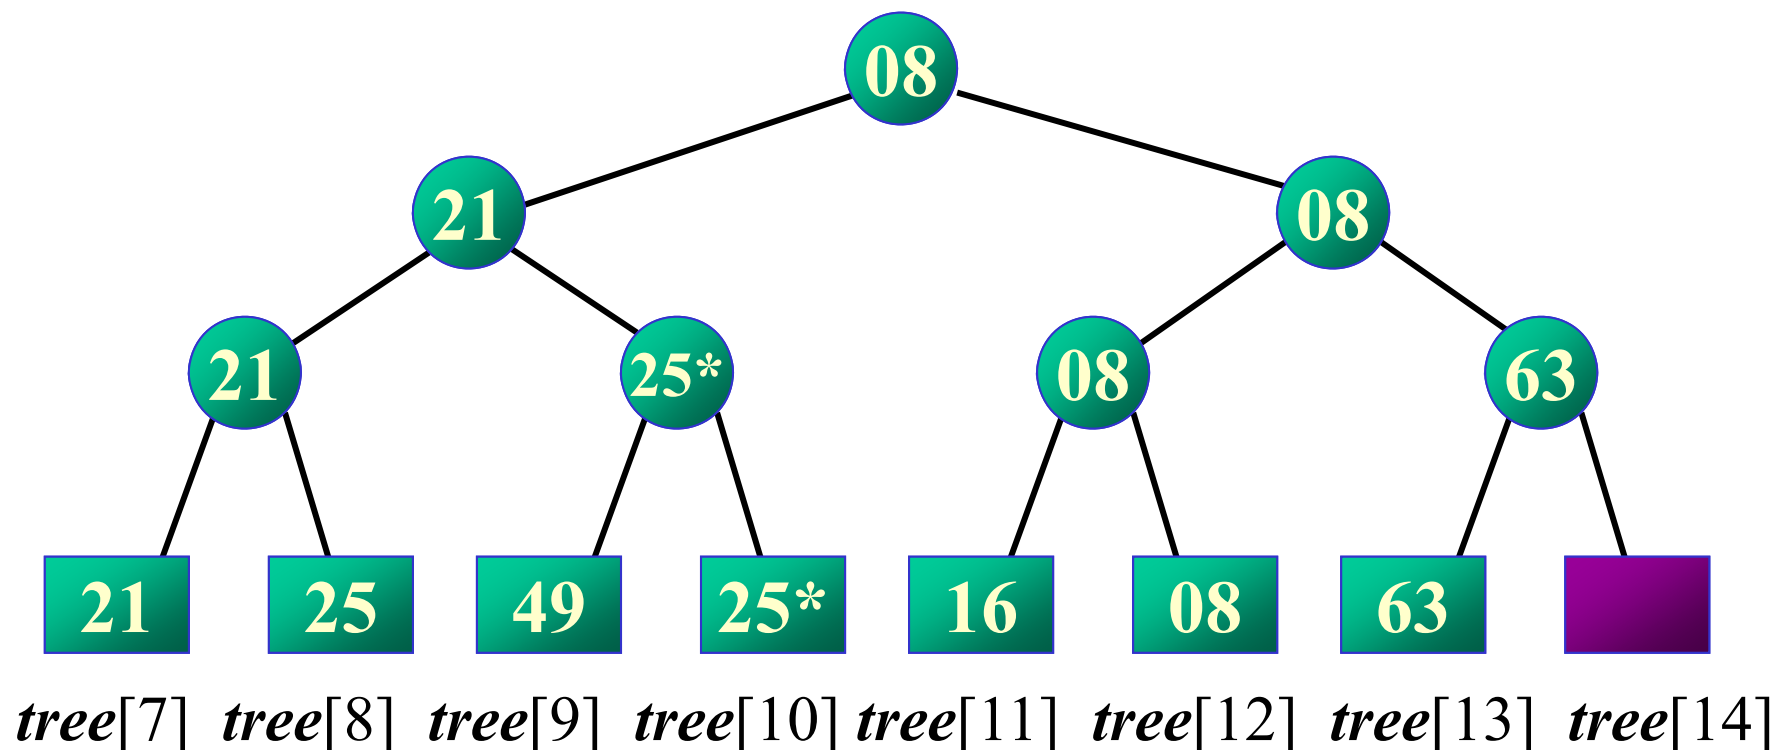 08
21 08
21 25* 08 63
21 25 49 25* 16 08 63
tree[7] tree[8] tree[9] tree[10] tree[11] tree[12] tree[13] tree[14]